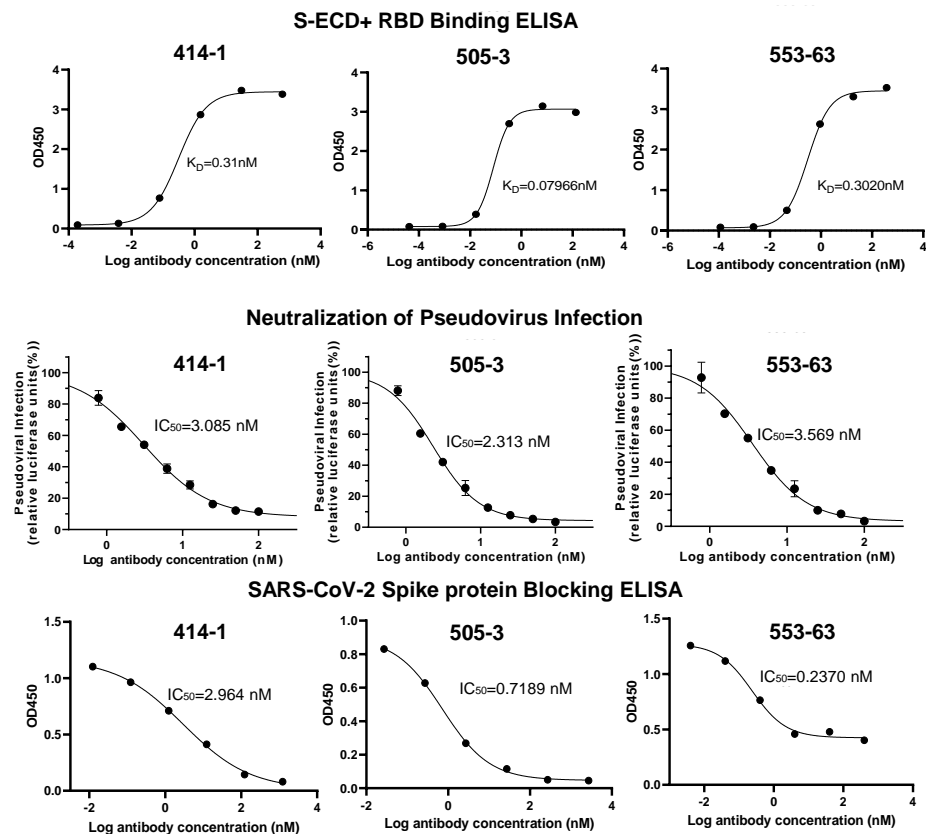 S-ECD+ RBD Binding ELISA
414-1
505-3
553-63
OD450
4
3
2
1
0
K_D=0.31nM
-4
-2
0
2
4
Log antibody concentration (nM)
OD450
4
3
2
1
0
K_D=0.07966nM
-6
-4
-2
0
2
4
Log antibody concentration (nM)
OD450
4
3
2
1
0
K_D=0.3020nM
-6
-4
-2
0
2
4
Log antibody concentration (nM)
Neutralization of Pseudovirus Infection
414-1
505-3
553-63
Pseudoviral Infection
(relative luciferase units(%))
100
80
60
40
20
0
IC50=3.085 nM
0
1
2
Log antibody concentration (nM)
Pseudoviral Infection
(relative luciferase units(%))
100
80
60
40
20
0
IC50=2.313 nM
0
1
2
Log antibody concentration (nM)
Pseudoviral Infection
(relative luciferase units(%))
100
80
60
40
20
0
IC50=3.569 nM
0
1
2
Log antibody concentration (nM)
SARS-CoV-2 Spike protein Blocking ELISA
414-1
505-3
553-63
OD450
1.5
1.0
0.5
0.0
IC50=2.964 nM
-2
0
2
4
Log antibody concentration (nM)
OD450
1.0
0.8
0.6
0.4
0.2
0.0
IC50=0.7189 nM
-2
0
2
4
Log antibody concentration (nM)
OD450
1.5
1.0
0.5
0.0
IC50=0.2370 nM
-2
0
2
4
Log antibody concentration (nM)